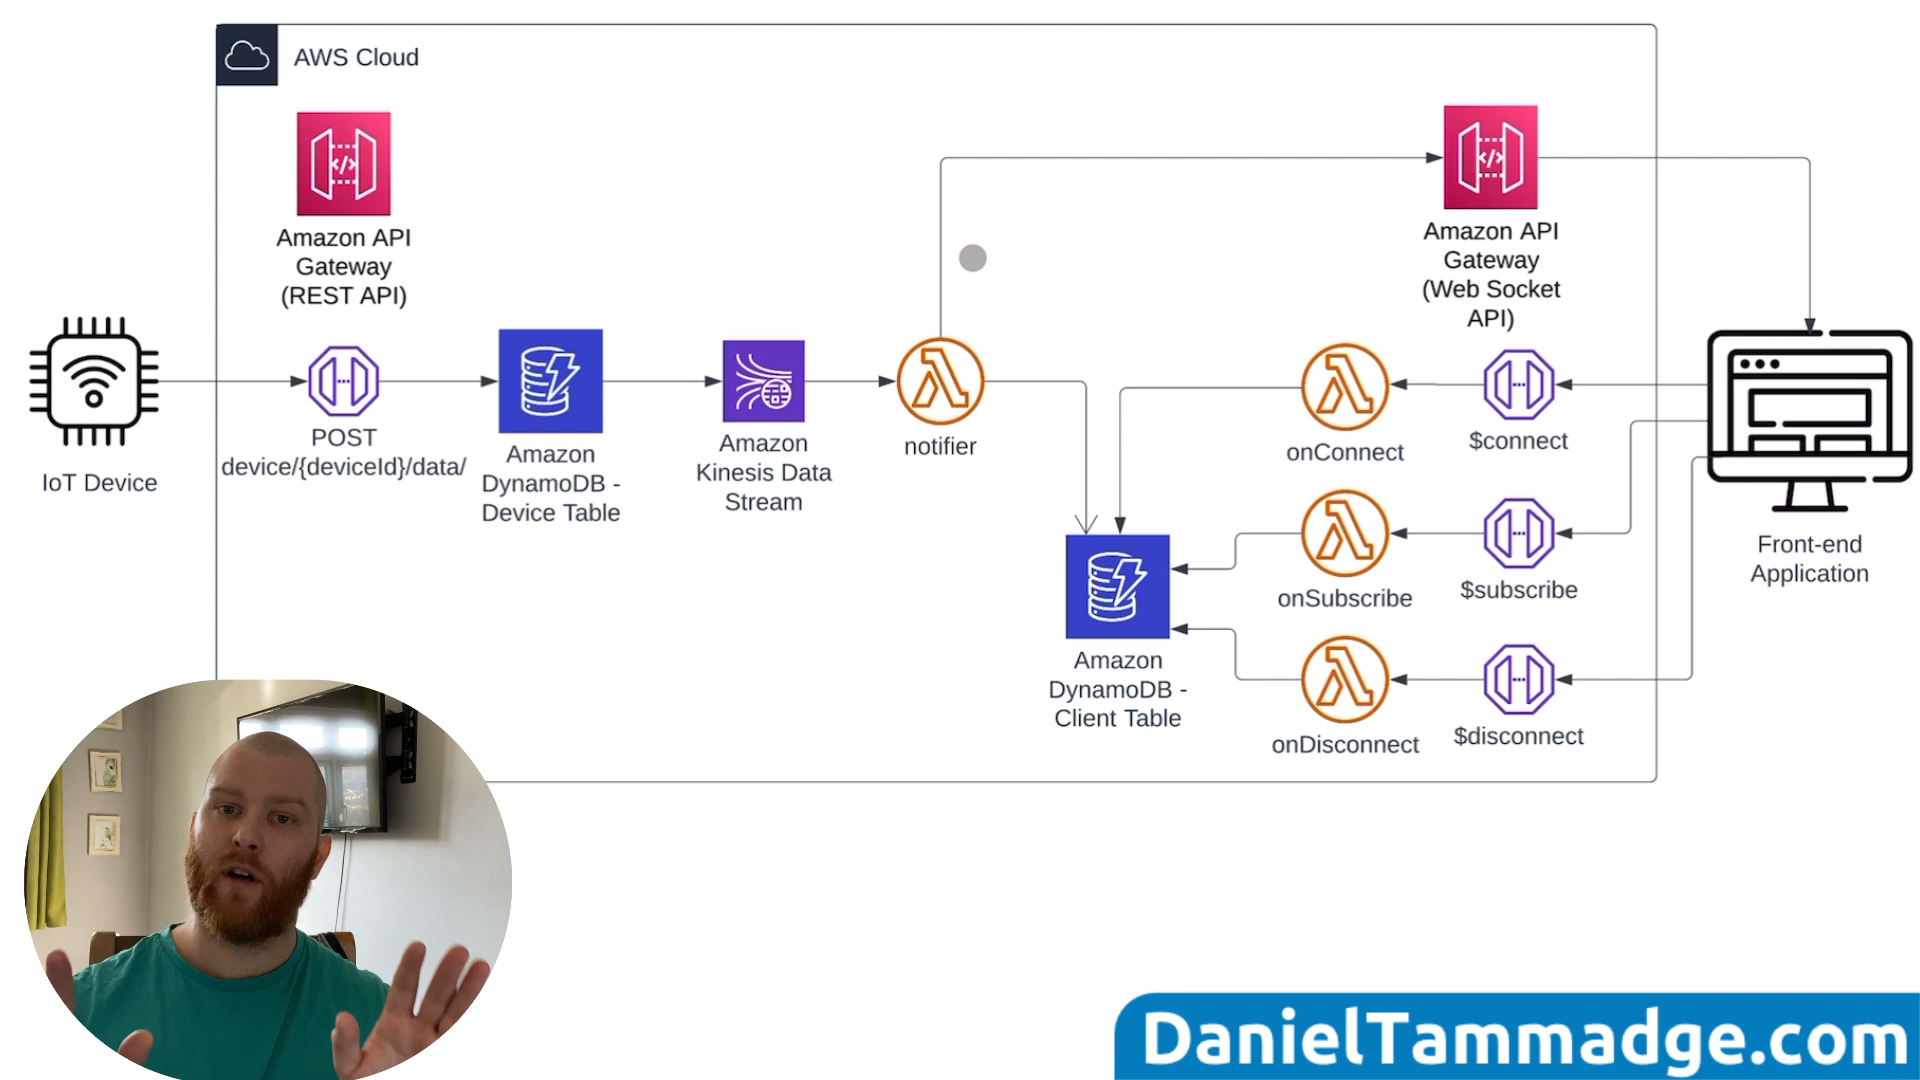 AWS Cloud
Amazon API
Gateway
(REST API)
Amazon API
Gateway
(Web Socket
API)
IoT Device
POST
device/{deviceId}/data/
Amazon
DynamoDB -
Device Table
Amazon
Kinesis Data
Stream
notifier
onConnect
$connect
onSubscribe
$subscribe
Front-end
Application
Amazon
DynamoDB -
Client Table
onDisconnect
$disconnect
DanielTammadge.com